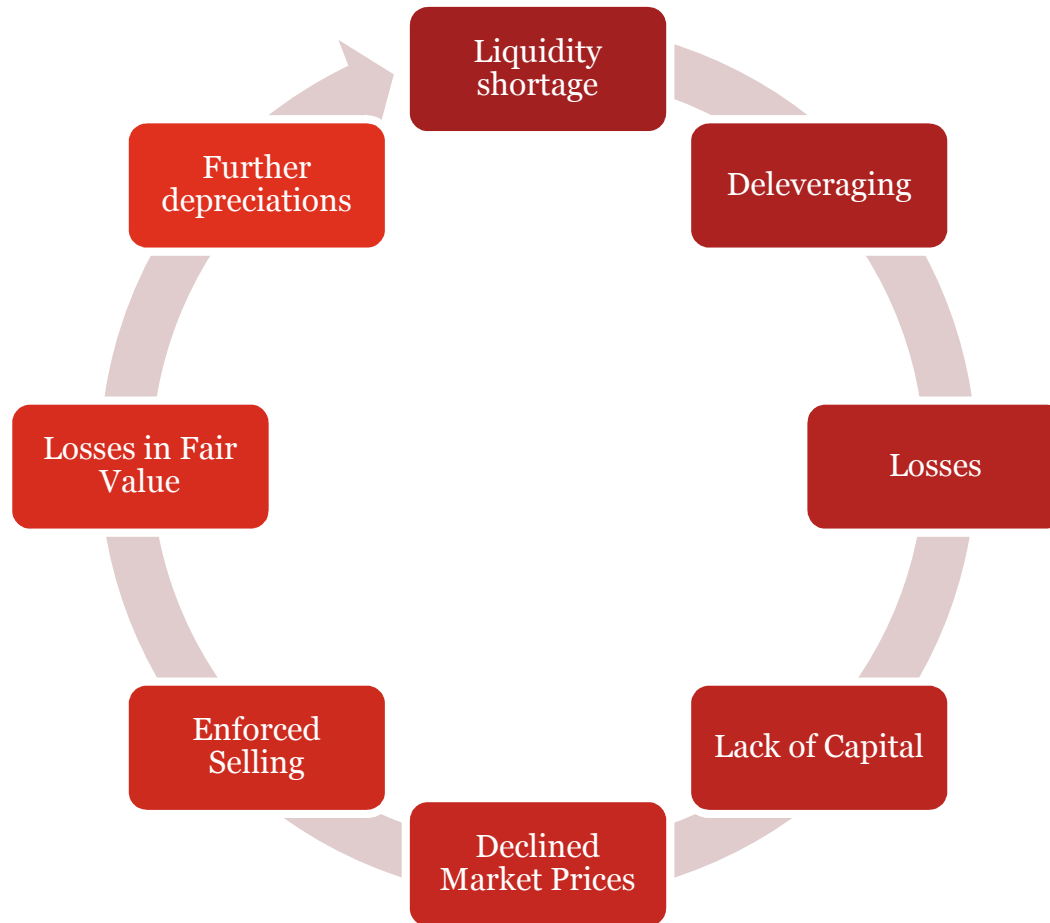 Liquidity
shortage
Deleveraging
Losses
Lack of Capital
Declined
Market Prices
Enforced
Selling
Losses in Fair
Value
Further
depreciations